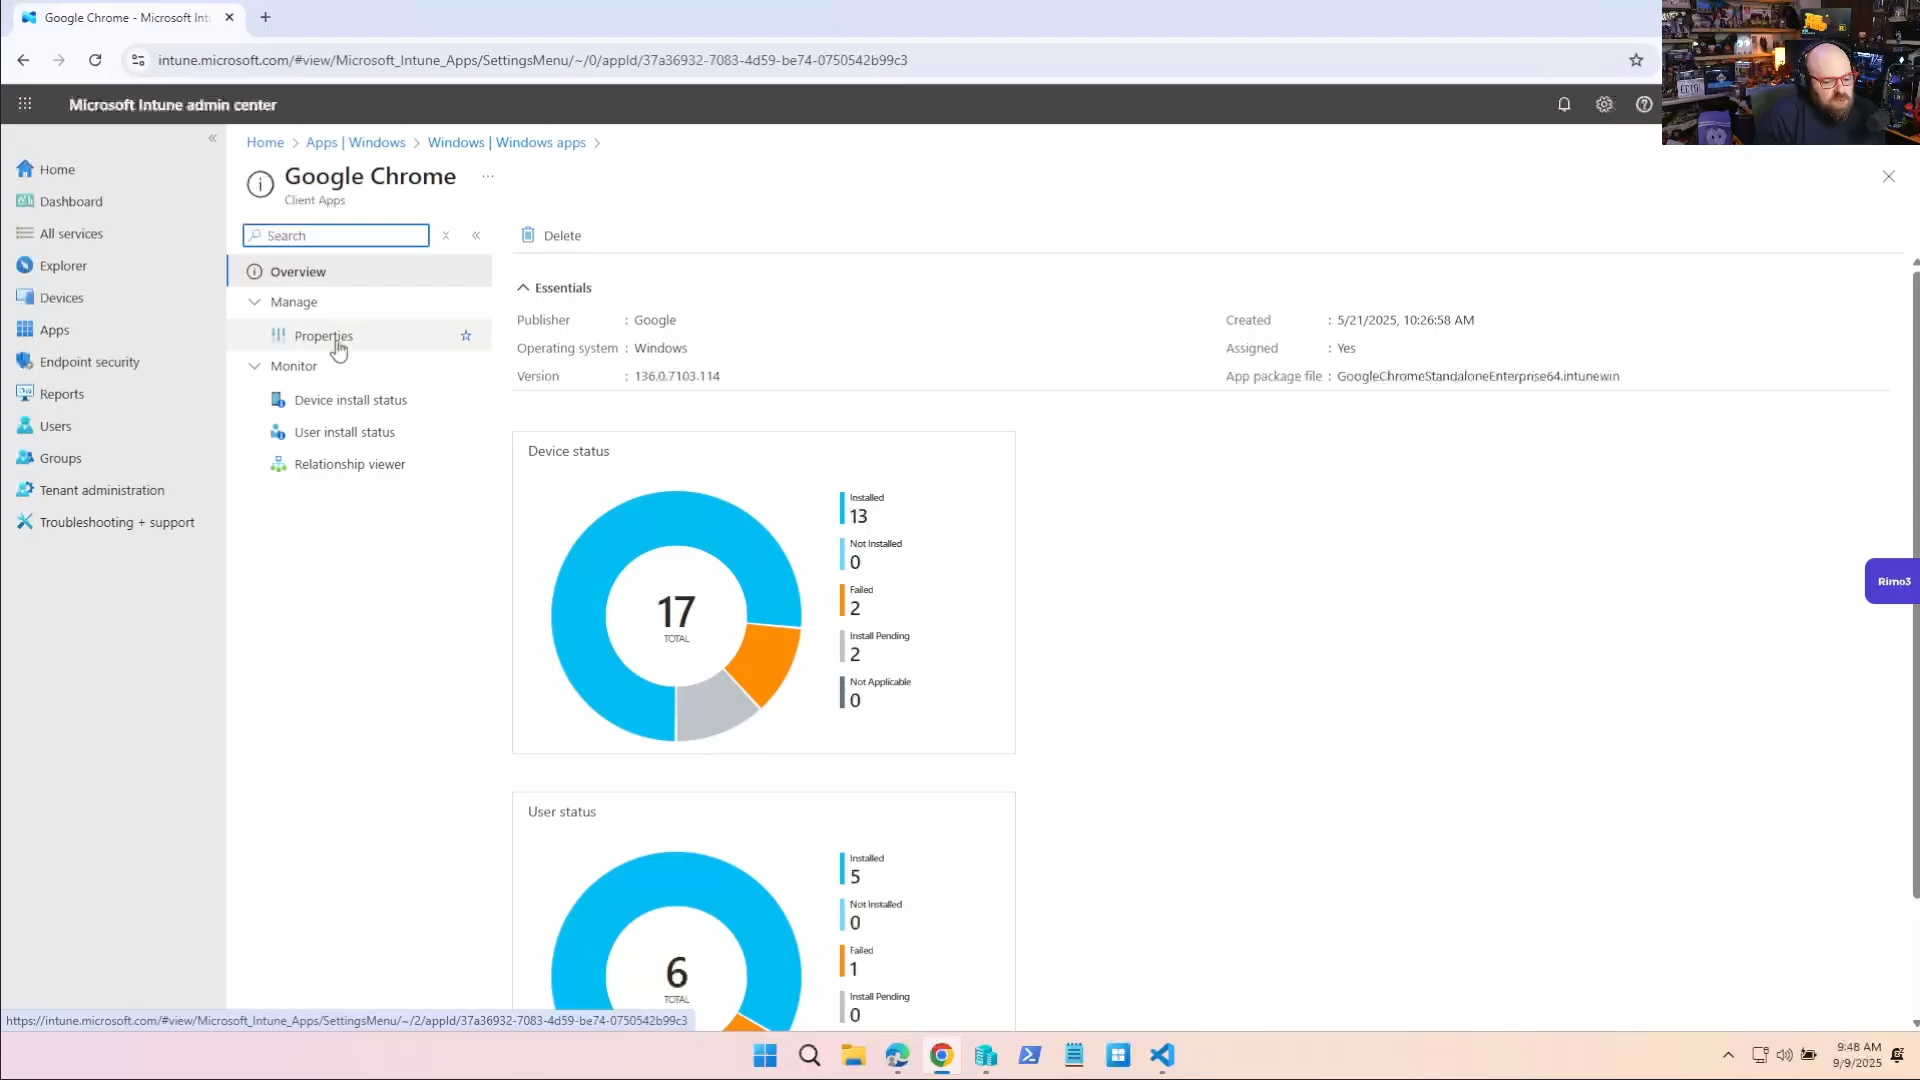 Google Chrome - Microsoft Int
intune.microsoft.com/#view/Microsoft_Intune_Apps/SettingsMenu/~/0/appId/37a36932-7083-4d59-be74-0750542b99c3
Microsoft Intune admin center
Home
Dashboard
All services
Explorer
Devices
Apps
Endpoint security
Reports
Users
Groups
Tenant administration
Troubleshooting + support
Home > Apps | Windows > Windows | Windows apps >
Google Chrome ...
Client Apps
Search
Overview
Manage
Properties
Monitor
Device install status
User install status
Relationship viewer
Delete
Essentials
Publisher : Google
Operating system : Windows
Version : 136.0.7103.114
Created : 5/21/2025, 10:26:58 AM
Assigned : Yes
App package file : GoogleChromeStandaloneEnterprise64.intunewin
Device status
17
TOTAL
Installed
13
Not Installed
0
Failed
2
Install Pending
2
Not Applicable
0
User status
6
TOTAL
Installed
5
Not Installed
0
Failed
1
Install Pending
0
Rimo3
https://intune.microsoft.com/#view/Microsoft_Intune_Apps/SettingsMenu/~/2/appId/37a36932-7083-4d59-be74-0750542b99c3
9:48 AM
9/9/2025